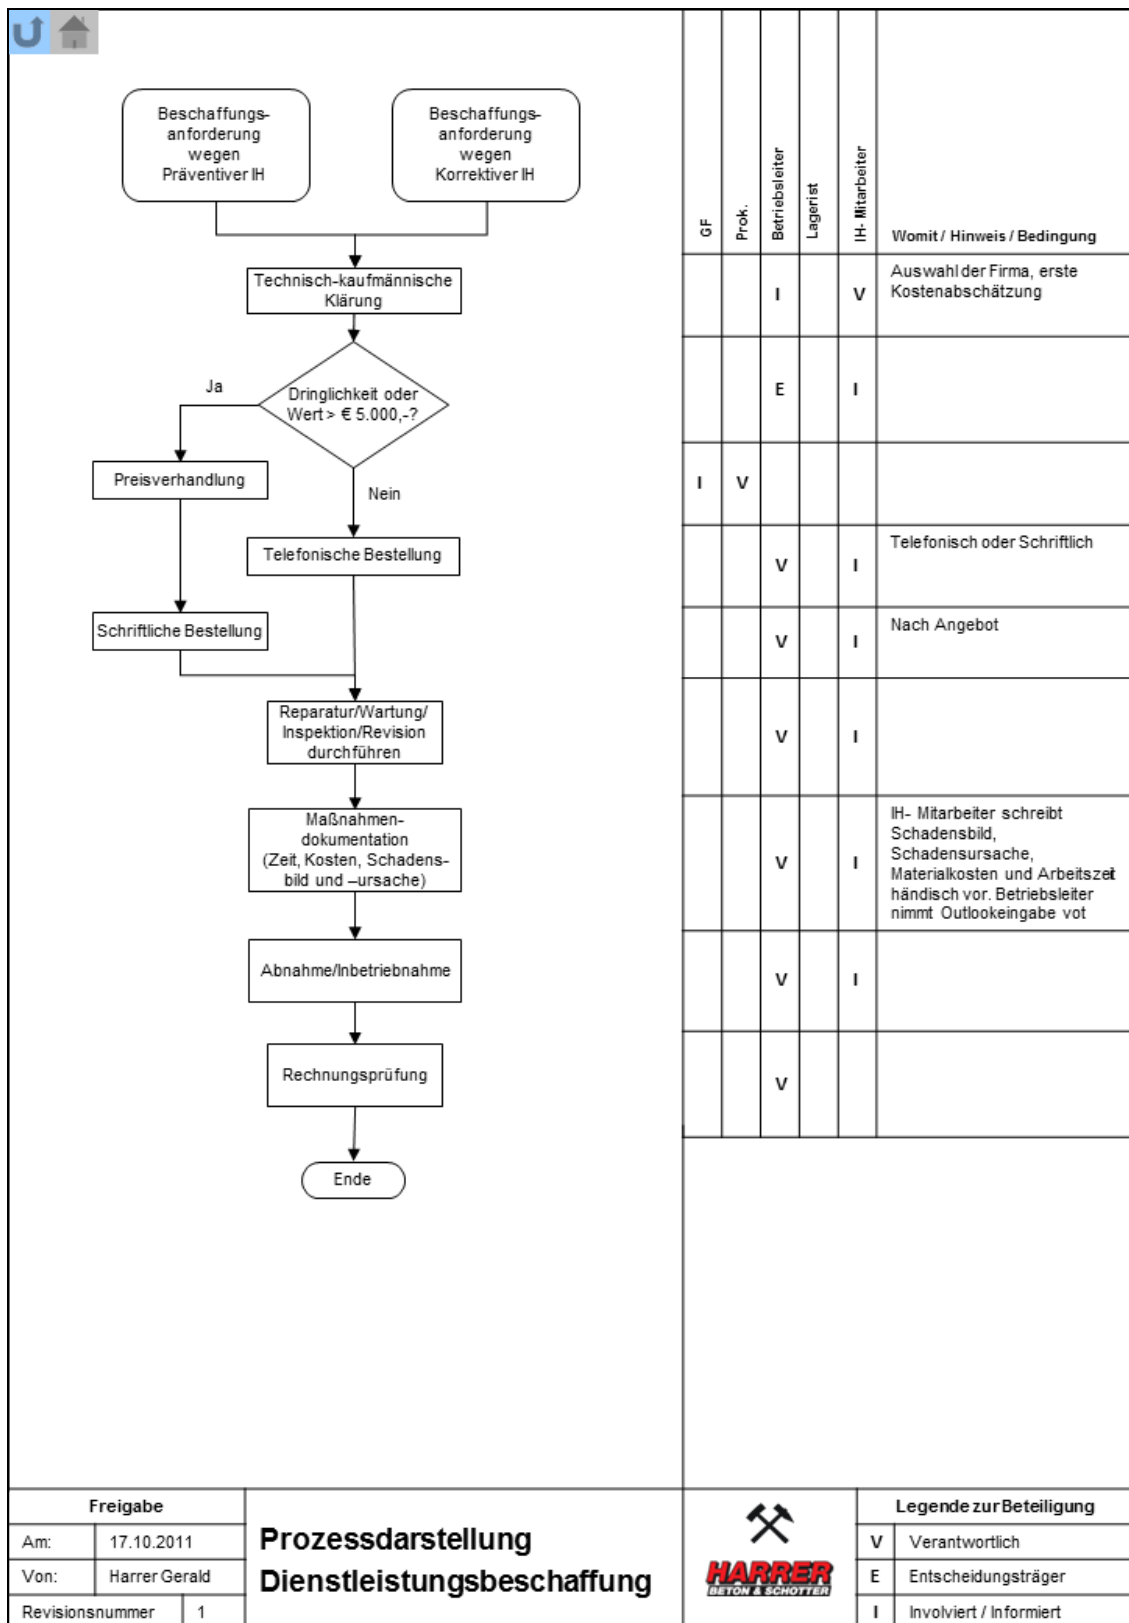 Beschaffungs-
anforderung
wegen
Präventiver IH
Beschaffungs-
anforderung
wegen
Korrektiver IH
GF
Prok.
Betriebsleiter
Lagerist
IH- Mitarbeiter
Womit / Hinweis / Bedingung
Technisch-kaufmännische
Klärung
I
V
Auswahl der Firma, erste
Kostenabschätzung
Ja
Dringlichkeit oder
Wert > € 5.000,-?
E
I
Preisverhandlung
Nein
I
V
Telefonische Bestellung
V
I
Telefonisch oder Schriftlich
Schriftliche Bestellung
V
I
Nach Angebot
Reparatur/Wartung/
Inspektion/Revision
durchführen
V
I
Maßnahmen-
dokumentation
(Zeit, Kosten, Schadens-
bild und –ursache)
V
I
IH- Mitarbeiter schreibt
Schadensbild,
Schadensursache,
Materialkosten und Arbeitszeit
händisch vor. Betriebsleiter
nimmt Outlookeingabe vot
Abnahme/Inbetriebnahme
V
I
Rechnungsprüfung
V
Ende
Freigabe
Am: 17.10.2011
Von: Harrer Gerald
Revisionsnummer 1
Prozessdarstellung
Dienstleistungsbeschaffung
HARRER
BETON & SCHOTTER
Legende zur Beteiligung
V Verantwortlich
E Entscheidungsträger
I Involviert / Informiert